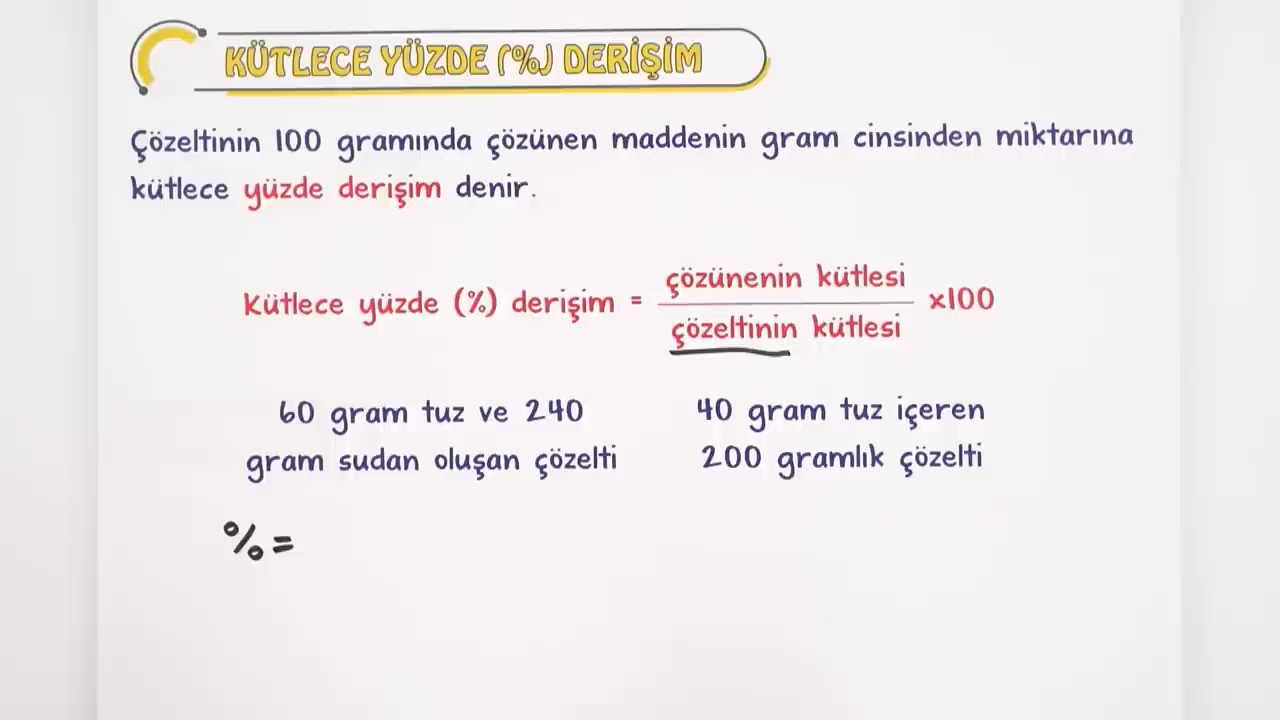 KÜTLECE YÜZDE (%) DERİŞİM
Çözeltinin 100 gramında çözünen maddenin gram cinsinden miktarına
kütlece yüzde derişim denir.
Kütlece yüzde (%) derişim = çözünenin kütlesi x100
çözeltinin kütlesi
60 gram tuz ve 240
gram sudan oluşan çözelti
40 gram tuz içeren
200 gramlık çözelti
%=